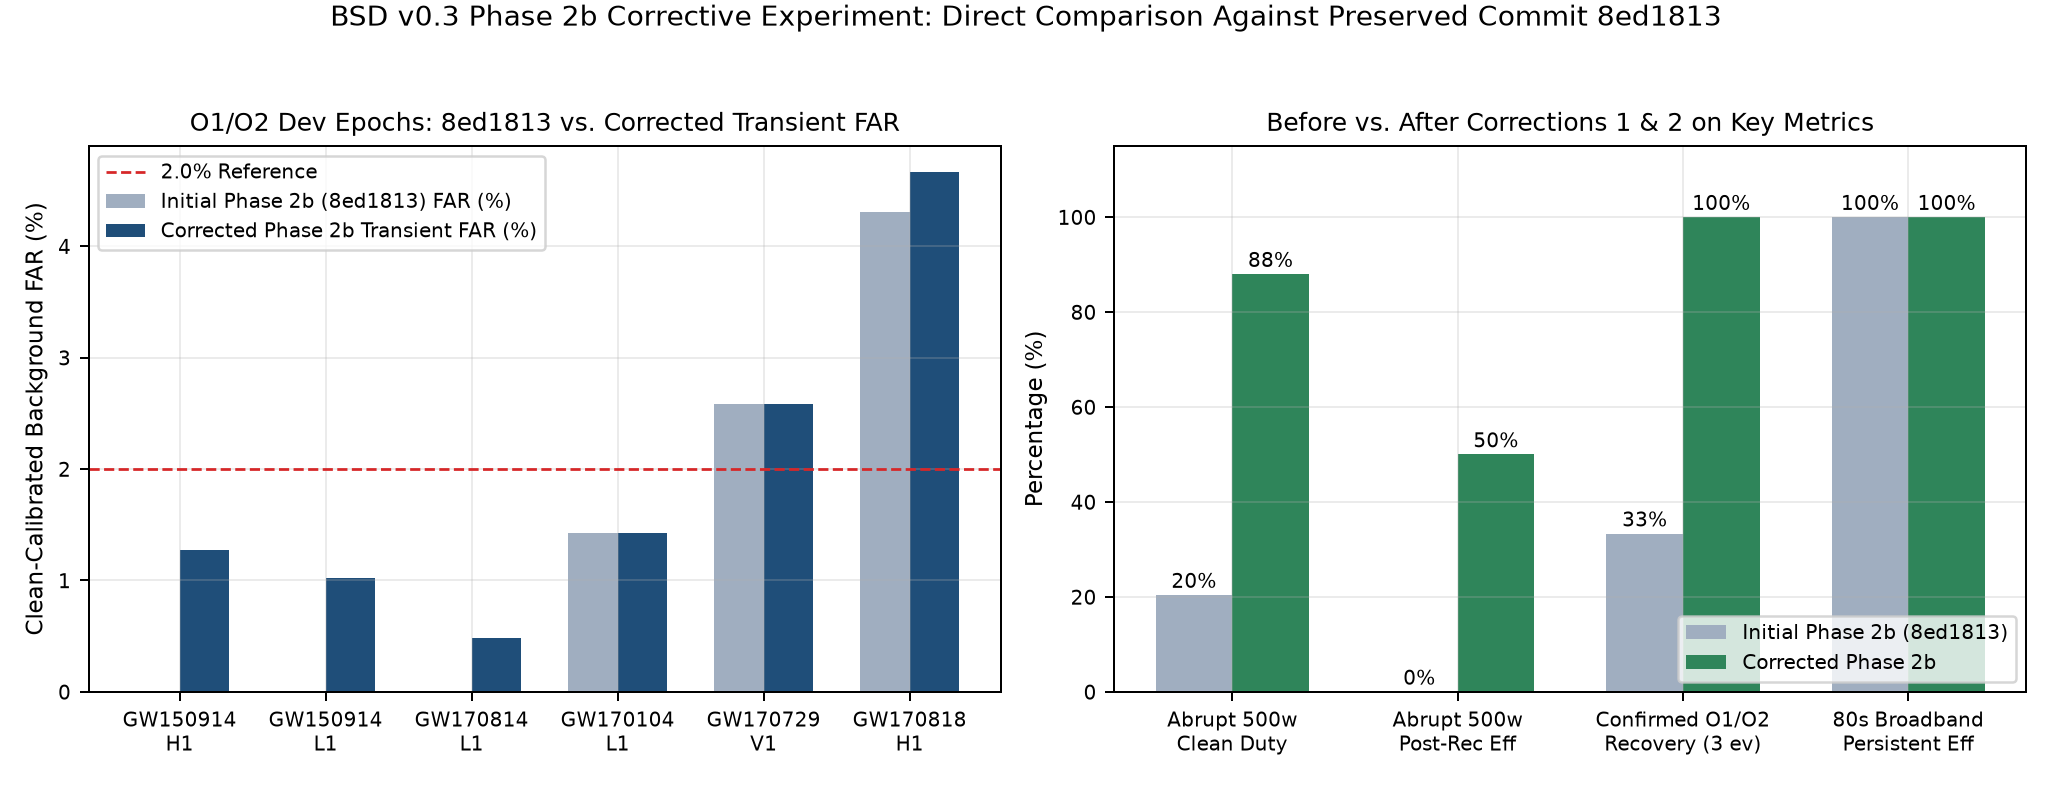 BSD v0.3 Phase 2b Corrective Experiment: Direct Comparison Against Preserved Commit 8ed1813
O1/O2 Dev Epochs: 8ed1813 vs. Corrected Transient FAR
Clean-Calibrated Background FAR (%)
2.0% Reference
Initial Phase 2b (8ed1813) FAR (%)
Corrected Phase 2b Transient FAR (%)
4
3
2
1
0
GW150914
H1
GW150914
L1
GW170814
L1
GW170104
L1
GW170729
V1
GW170818
H1
Before vs. After Corrections 1 & 2 on Key Metrics
Percentage (%)
100
80
60
40
20
0
20%
88%
0%
50%
33%
100%
100%
100%
Initial Phase 2b (8ed1813)
Corrected Phase 2b
Abrupt 500w
Clean Duty
Abrupt 500w
Post-Rec Eff
Confirmed O1/O2
Recovery (3 ev)
80s Broadband
Persistent Eff